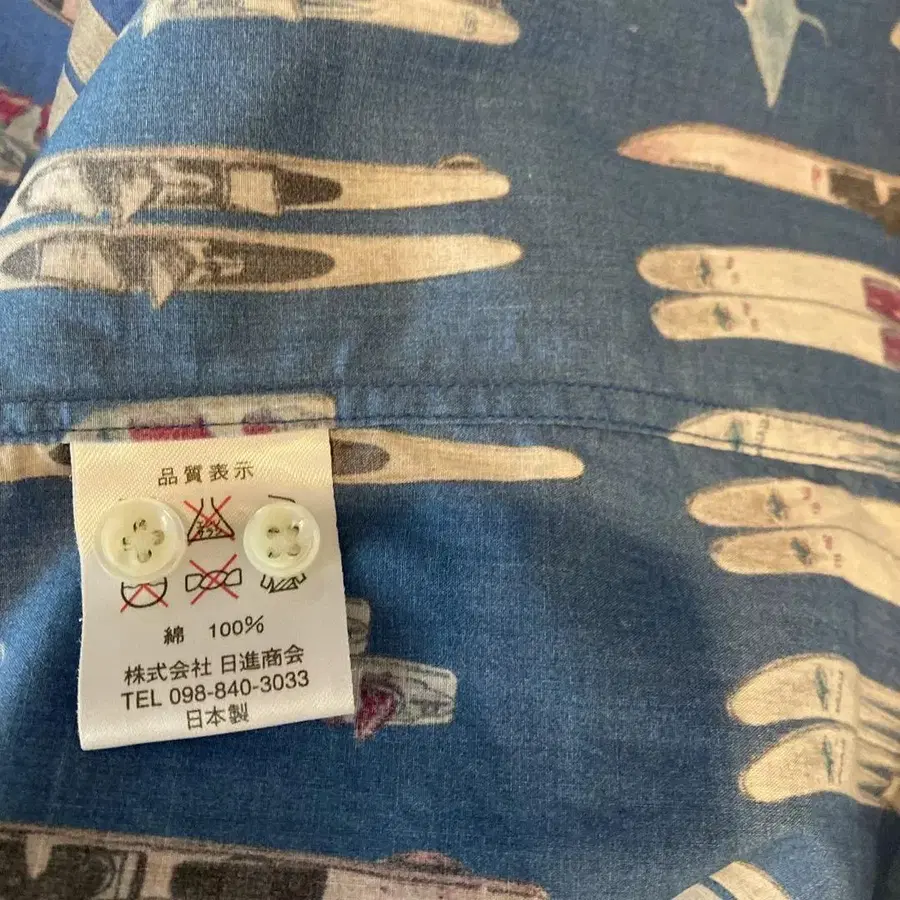 品質表示
綿 100%
株式会社 日進商会
TEL 098-840-3033
日本製